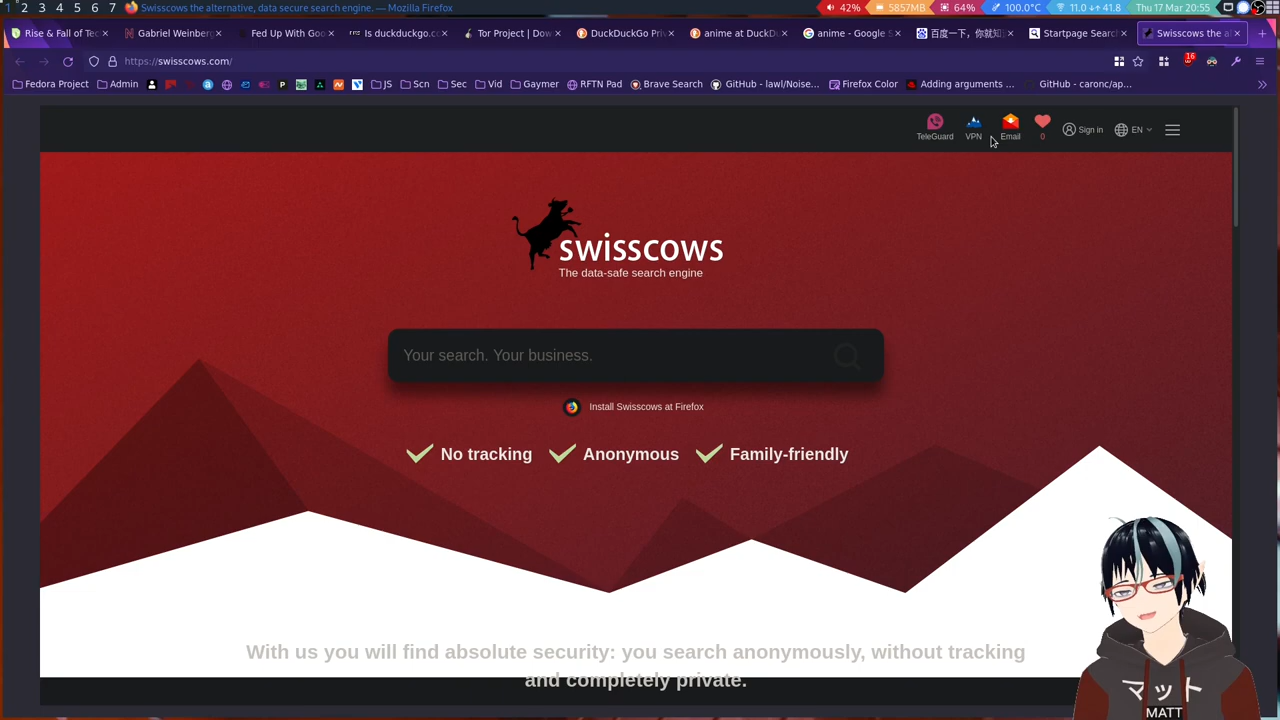 1 2 3 4 5 6 7 Swisscows the alternative, data secure search engine. — Mozilla Firefox 42% 5857MB 64% 100.0°C 11.0 ↔ 41.8 Thu 17 Mar 20:55
Rise & Fall of Te Gabriel Weinber Fed Up With Goo Is duckduckgo.c Tor Project | Dow DuckDuckGo Pri anime at DuckDu anime - Google S 百度一下，你就知 Startpage Search Swisscows the al
https://swisscows.com/ 16
Fedora Project Admin JS Scn Sec Vid Gaymer RFTN Pad Brave Search GitHub - lawl/Noise... Firefox Color Adding arguments ... GitHub - caronc/ap...
TeleGuard VPN Email 0 Sign in EN
swisscows
The data-safe search engine
Your search. Your business.
Install Swisscows at Firefox
No tracking Anonymous Family-friendly
With us you will find absolute security: you search anonymously, without tracking
and completely private.
マット
MATT